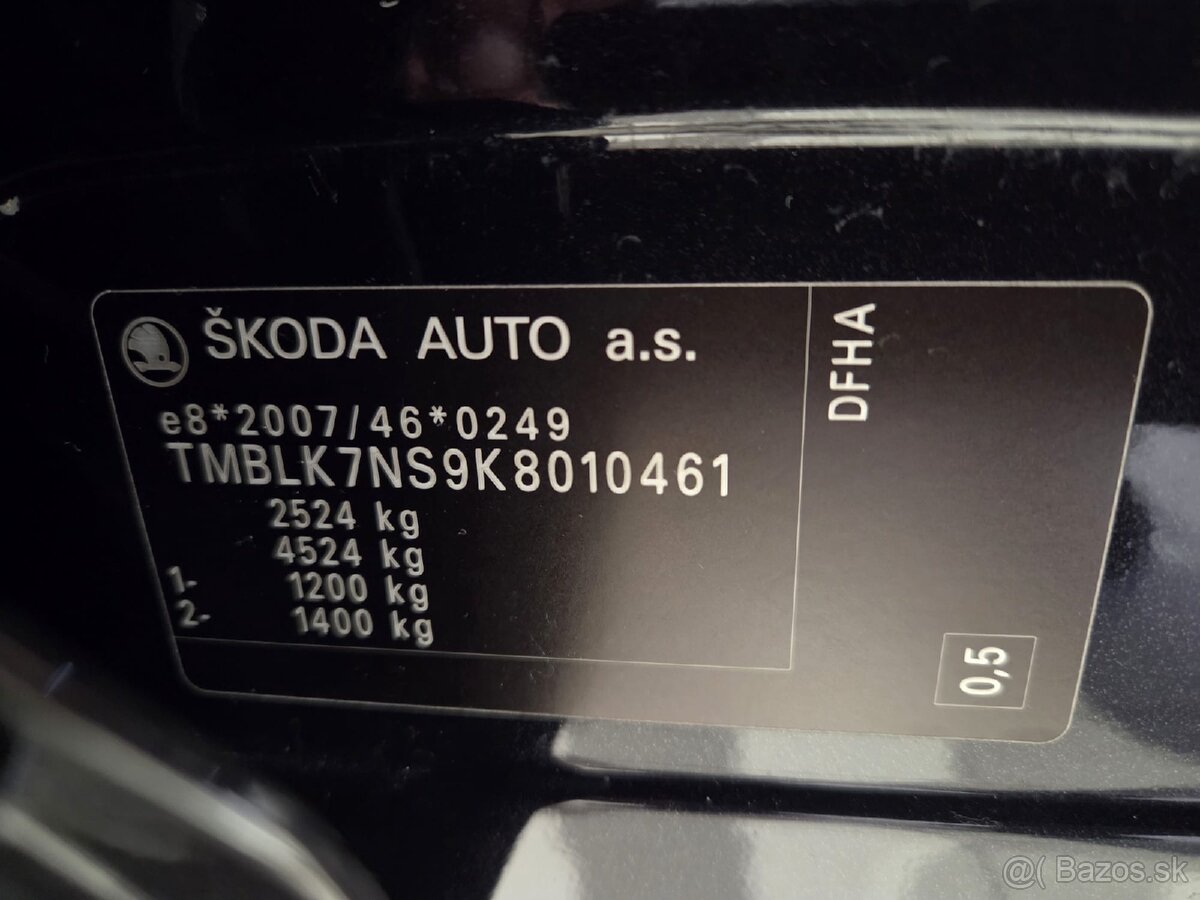 ŠKODA AUTO a.s.
e8*2007/46*0249
TMBLK7NS9K8010461
2524 kg
4524 kg
1- 1200 kg
2- 1400 kg
DFHA
0,5
@( Bazos.sk